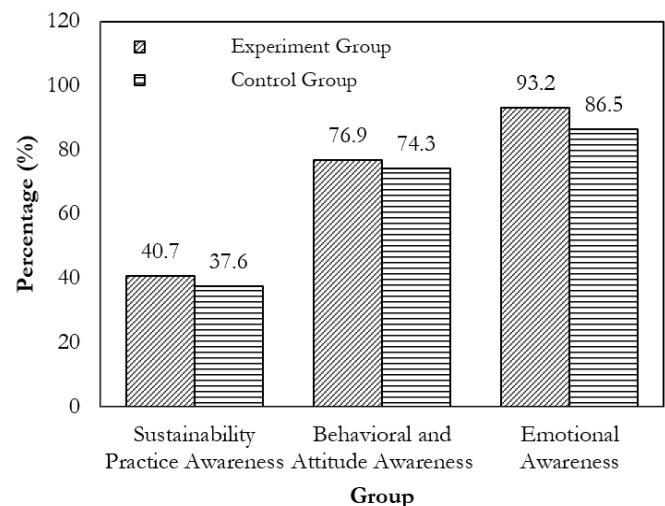 120
100
80
60
40
20
0
Percentage (%)
Experiment Group
Control Group
40.7
37.6
76.9
74.3
93.2
86.5
Sustainability
Practice Awareness
Behavioral and
Attitude Awareness
Emotional
Awareness
Group